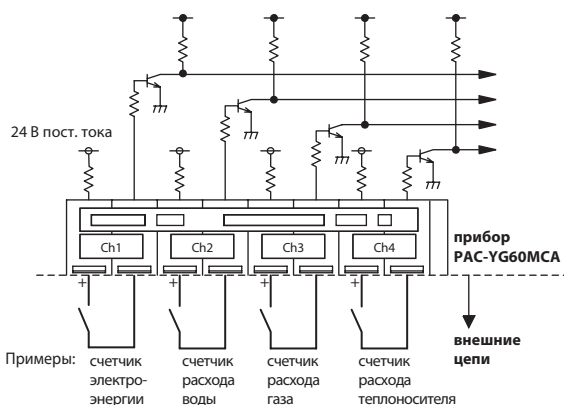 24 В пост. тока
Ch1 Ch2 Ch3 Ch4
прибор
PAC-YG60MCA
+ + + +
внешние
цепи
Примеры: счетчик электро- энергии
счетчик расхода воды
счетчик расхода газа
счетчик расхода теплоносителя